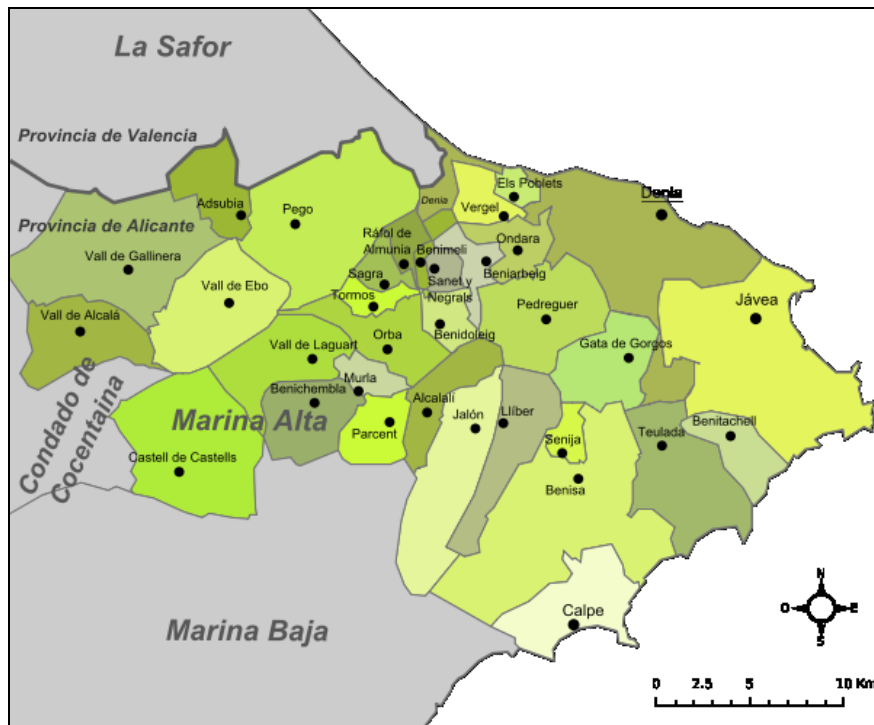 La Safor
Provincia de Valencia
Adsubia
Pego
Denia
Els Poblets
Vergel
Denia
Provincia de Alicante
Vall de Gallinera
Ráfol de
Almunia
Benimeli
Ondara
Beniarbeig
Sagra
Sanet y
Negrals
Vall de Ebo
Tormos
Pedreguer
Jávea
Vall de Alcalá
Orba
Benidoleig
Vall de Laguart
Gata de Gorgos
Murla
Benichembla
Condado de
Cocentaina
Marina Alta
Alcalalí
Jalón
Llíber
Parcent
Senija
Teulada
Benitachell
Castell de Castells
Benisa
Marina Baja
Calpe
N
O
E
S
0 2.5 5 10 Km